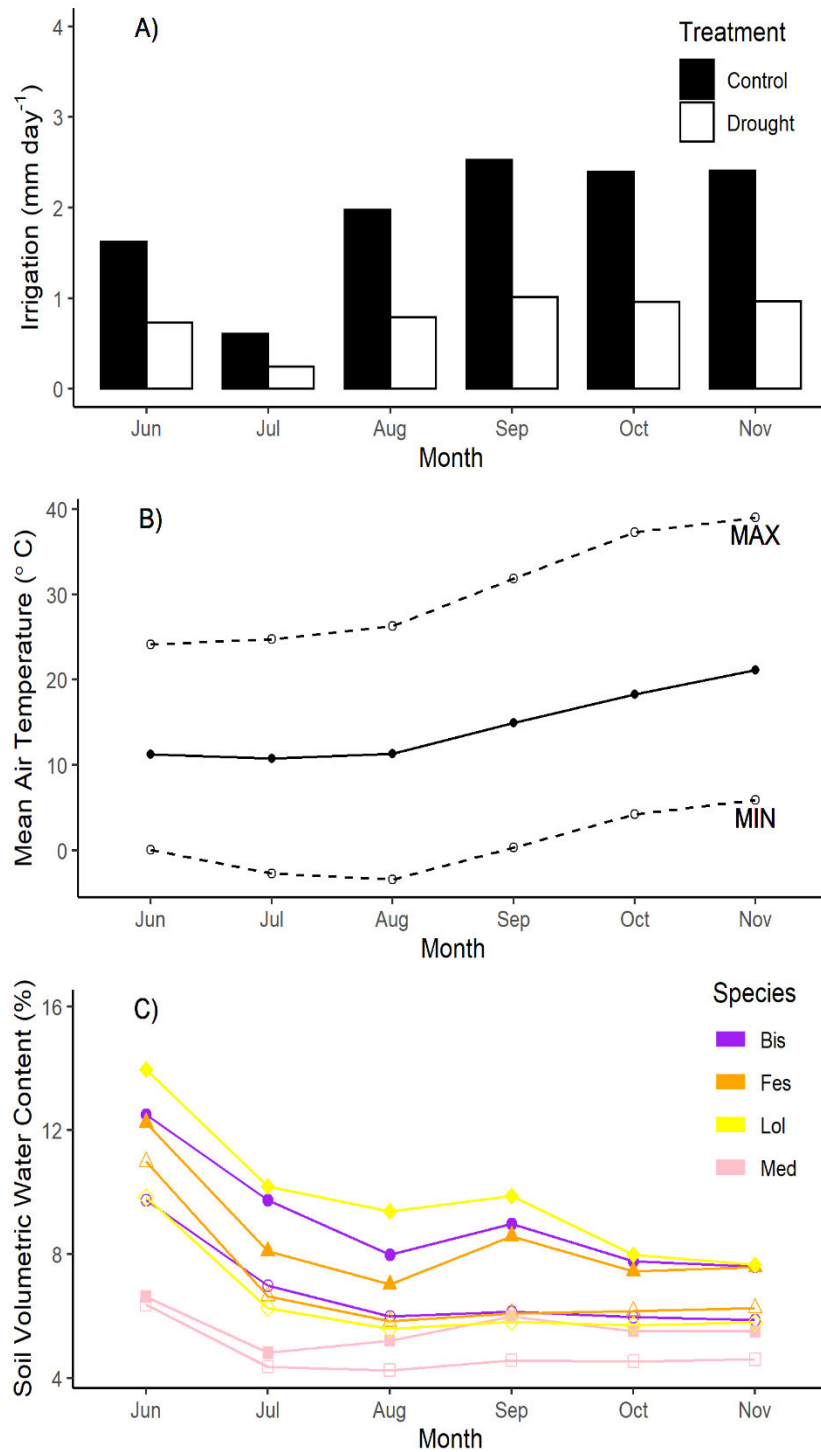 A)
Treatment
Control
Drought
Irrigation (mm day⁻¹)
4
3
2
1
0
Jun Jul Aug Sep Oct Nov
Month
B)
Mean Air Temperature (° C)
40
30
20
10
0
MAX
MIN
Jun Jul Aug Sep Oct Nov
Month
C)
Species
Bis
Fes
Lol
Med
Soil Volumetric Water Content (%)
16
12
8
4
Jun Jul Aug Sep Oct Nov
Month